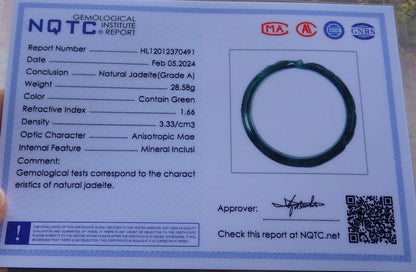 NQTC® GEMOLOGICAL INSTITUTE REPORT
MA
GNBS
Report Number HL12012370491
Date Feb 05,2024
Conclusion Natural Jadeite(Grade A)
Weight 28.58g
Color Contain Green
Refractive Index 1.66
Density 3.33/cm3
Optic Character Anisotropic Mae
Internal Feature Mineral Inclusi
Comment:
Gemological tests correspond to the charact
eristics of natural jadeite.
Approver:
Check this report at NQTC.net
!